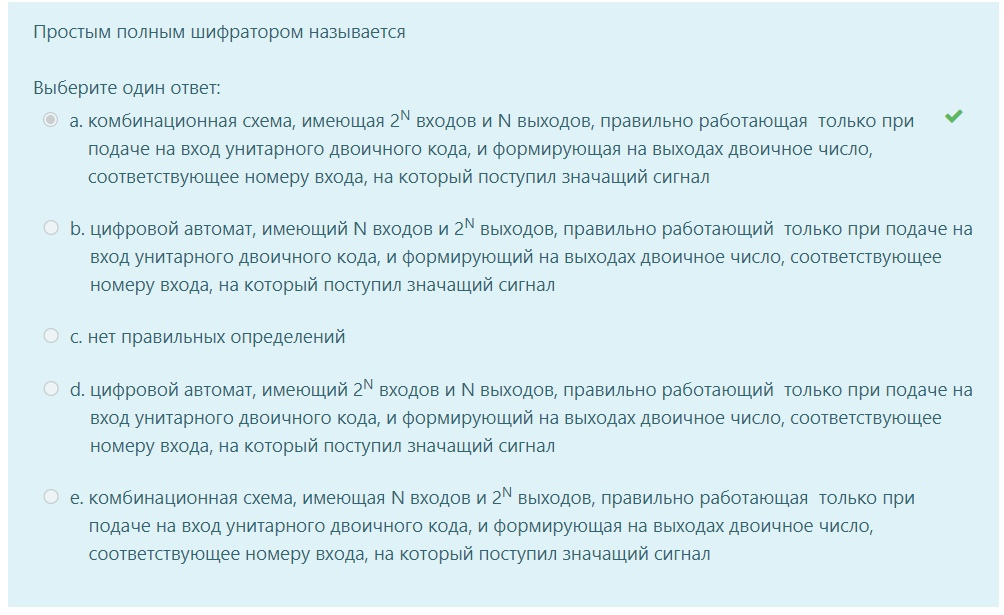 Простым полным шифратором называется
Выберите один ответ:
a. комбинационная схема, имеющая 2^N входов и N выходов, правильно работающая только при
подаче на вход унитарного двоичного кода, и формирующая на выходах двоичное число,
соответствующее номеру входа, на который поступил значащий сигнал
b. цифровой автомат, имеющий N входов и 2^N выходов, правильно работающий только при подаче на
вход унитарного двоичного кода, и формирующий на выходах двоичное число, соответствующее
номеру входа, на который поступил значащий сигнал
c. нет правильных определений
d. цифровой автомат, имеющий 2^N входов и N выходов, правильно работающий только при подаче на
вход унитарного двоичного кода, и формирующий на выходах двоичное число, соответствующее
номеру входа, на который поступил значащий сигнал
e. комбинационная схема, имеющая N входов и 2^N выходов, правильно работающая только при
подаче на вход унитарного двоичного кода, и формирующая на выходах двоичное число,
соответствующее номеру входа, на который поступил значащий сигнал